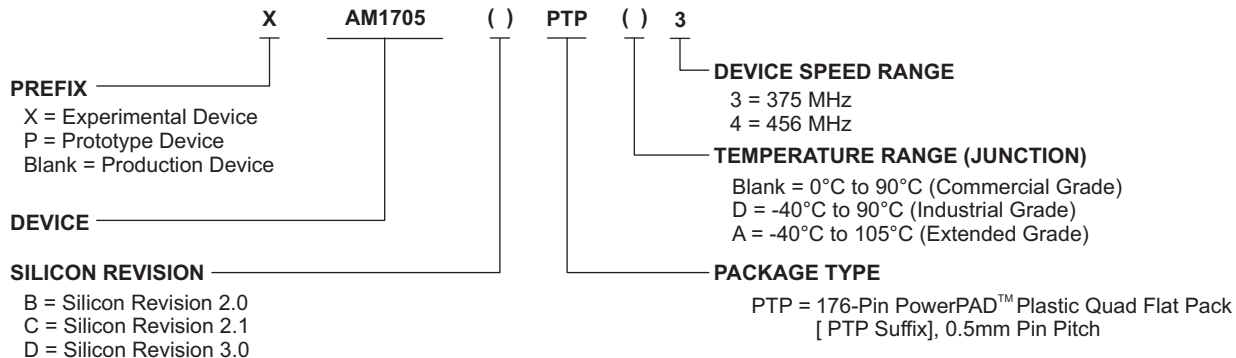 X AM1705 ( ) PTP ( ) 3
PREFIX
X = Experimental Device
P = Prototype Device
Blank = Production Device
DEVICE
SILICON REVISION
B = Silicon Revision 2.0
C = Silicon Revision 2.1
D = Silicon Revision 3.0
DEVICE SPEED RANGE
3 = 375 MHz
4 = 456 MHz
TEMPERATURE RANGE (JUNCTION)
Blank = 0°C to 90°C (Commercial Grade)
D = -40°C to 90°C (Industrial Grade)
A = -40°C to 105°C (Extended Grade)
PACKAGE TYPE
PTP = 176-Pin PowerPAD™ Plastic Quad Flat Pack
[ PTP Suffix], 0.5mm Pin Pitch